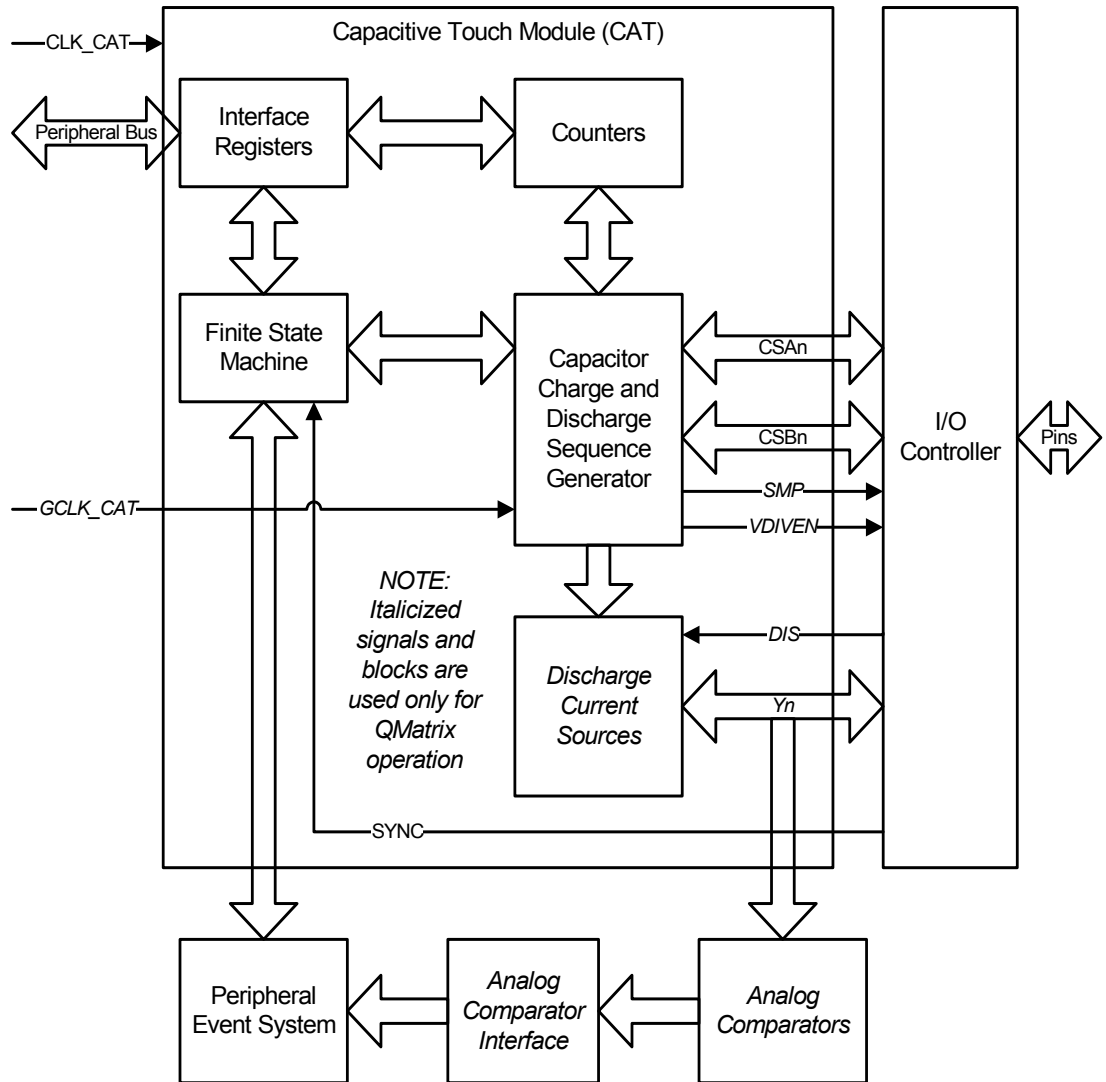 Capacitive Touch Module (CAT)
CLK_CAT
Peripheral Bus
Interface
Registers
Counters
Finite State
Machine
Capacitor
Charge and
Discharge
Sequence
Generator
CSAn
CSBn
SMP
VDIVEN
I/O
Controller
Pins
GCLK_CAT
NOTE:
Italicized
signals and
blocks are
used only for
QMatrix
operation
Discharge
Current
Sources
DIS
Yn
SYNC
Peripheral
Event System
Analog
Comparator
Interface
Analog
Comparators